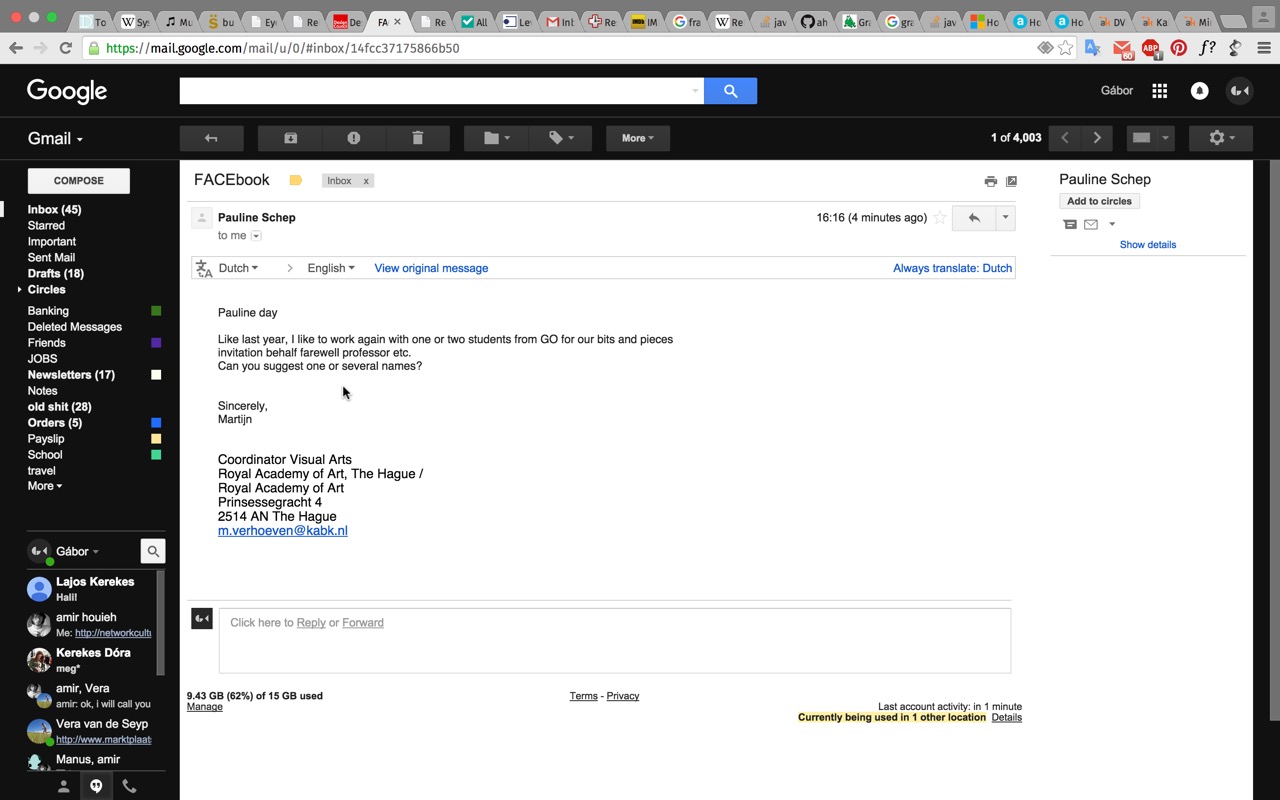 To
Sy:
Mu
bu
Ey
Re
De
FA
Re
All
Le
Int
Re
IM
fra
Re
jav
ah
Gr
gra
jav
Ho
Ho
Ho
DV
Ka
Mi
https://mail.google.com/mail/u/0/#inbox/14fcc37175866b50
60
ABP
1
f?
Google
Gábor
Gmail
More
1 of 4,003
COMPOSE
Inbox (45)
Starred
Important
Sent Mail
Drafts (18)
Circles
Banking
Deleted Messages
Friends
JOBS
Newsletters (17)
Notes
old shit (28)
Orders (5)
Payslip
School
travel
More
Gábor
Lajos Kerekes
Hali!
amir houieh
Me: http://networkcultu
Kerekes Dóra
meg*
amir, Vera
amir: ok, i will call you
Vera van de Seyp
http://www.marktplaats
Manus, amir
FACEbook
Inbox x
Pauline Schep
to me
16:16 (4 minutes ago)
Dutch > English View original message
Always translate: Dutch
Pauline day
Like last year, I like to work again with one or two students from GO for our bits and pieces
invitation behalf farewell professor etc.
Can you suggest one or several names?
Sincerely,
Martijn
Coordinator Visual Arts
Royal Academy of Art, The Hague /
Royal Academy of Art
Prinsessegracht 4
2514 AN The Hague
m.verhoeven@kabk.nl
Click here to Reply or Forward
9.43 GB (62%) of 15 GB used
Manage
Terms - Privacy
Last account activity: in 1 minute
Currently being used in 1 other location Details
Pauline Schep
Add to circles
Show details